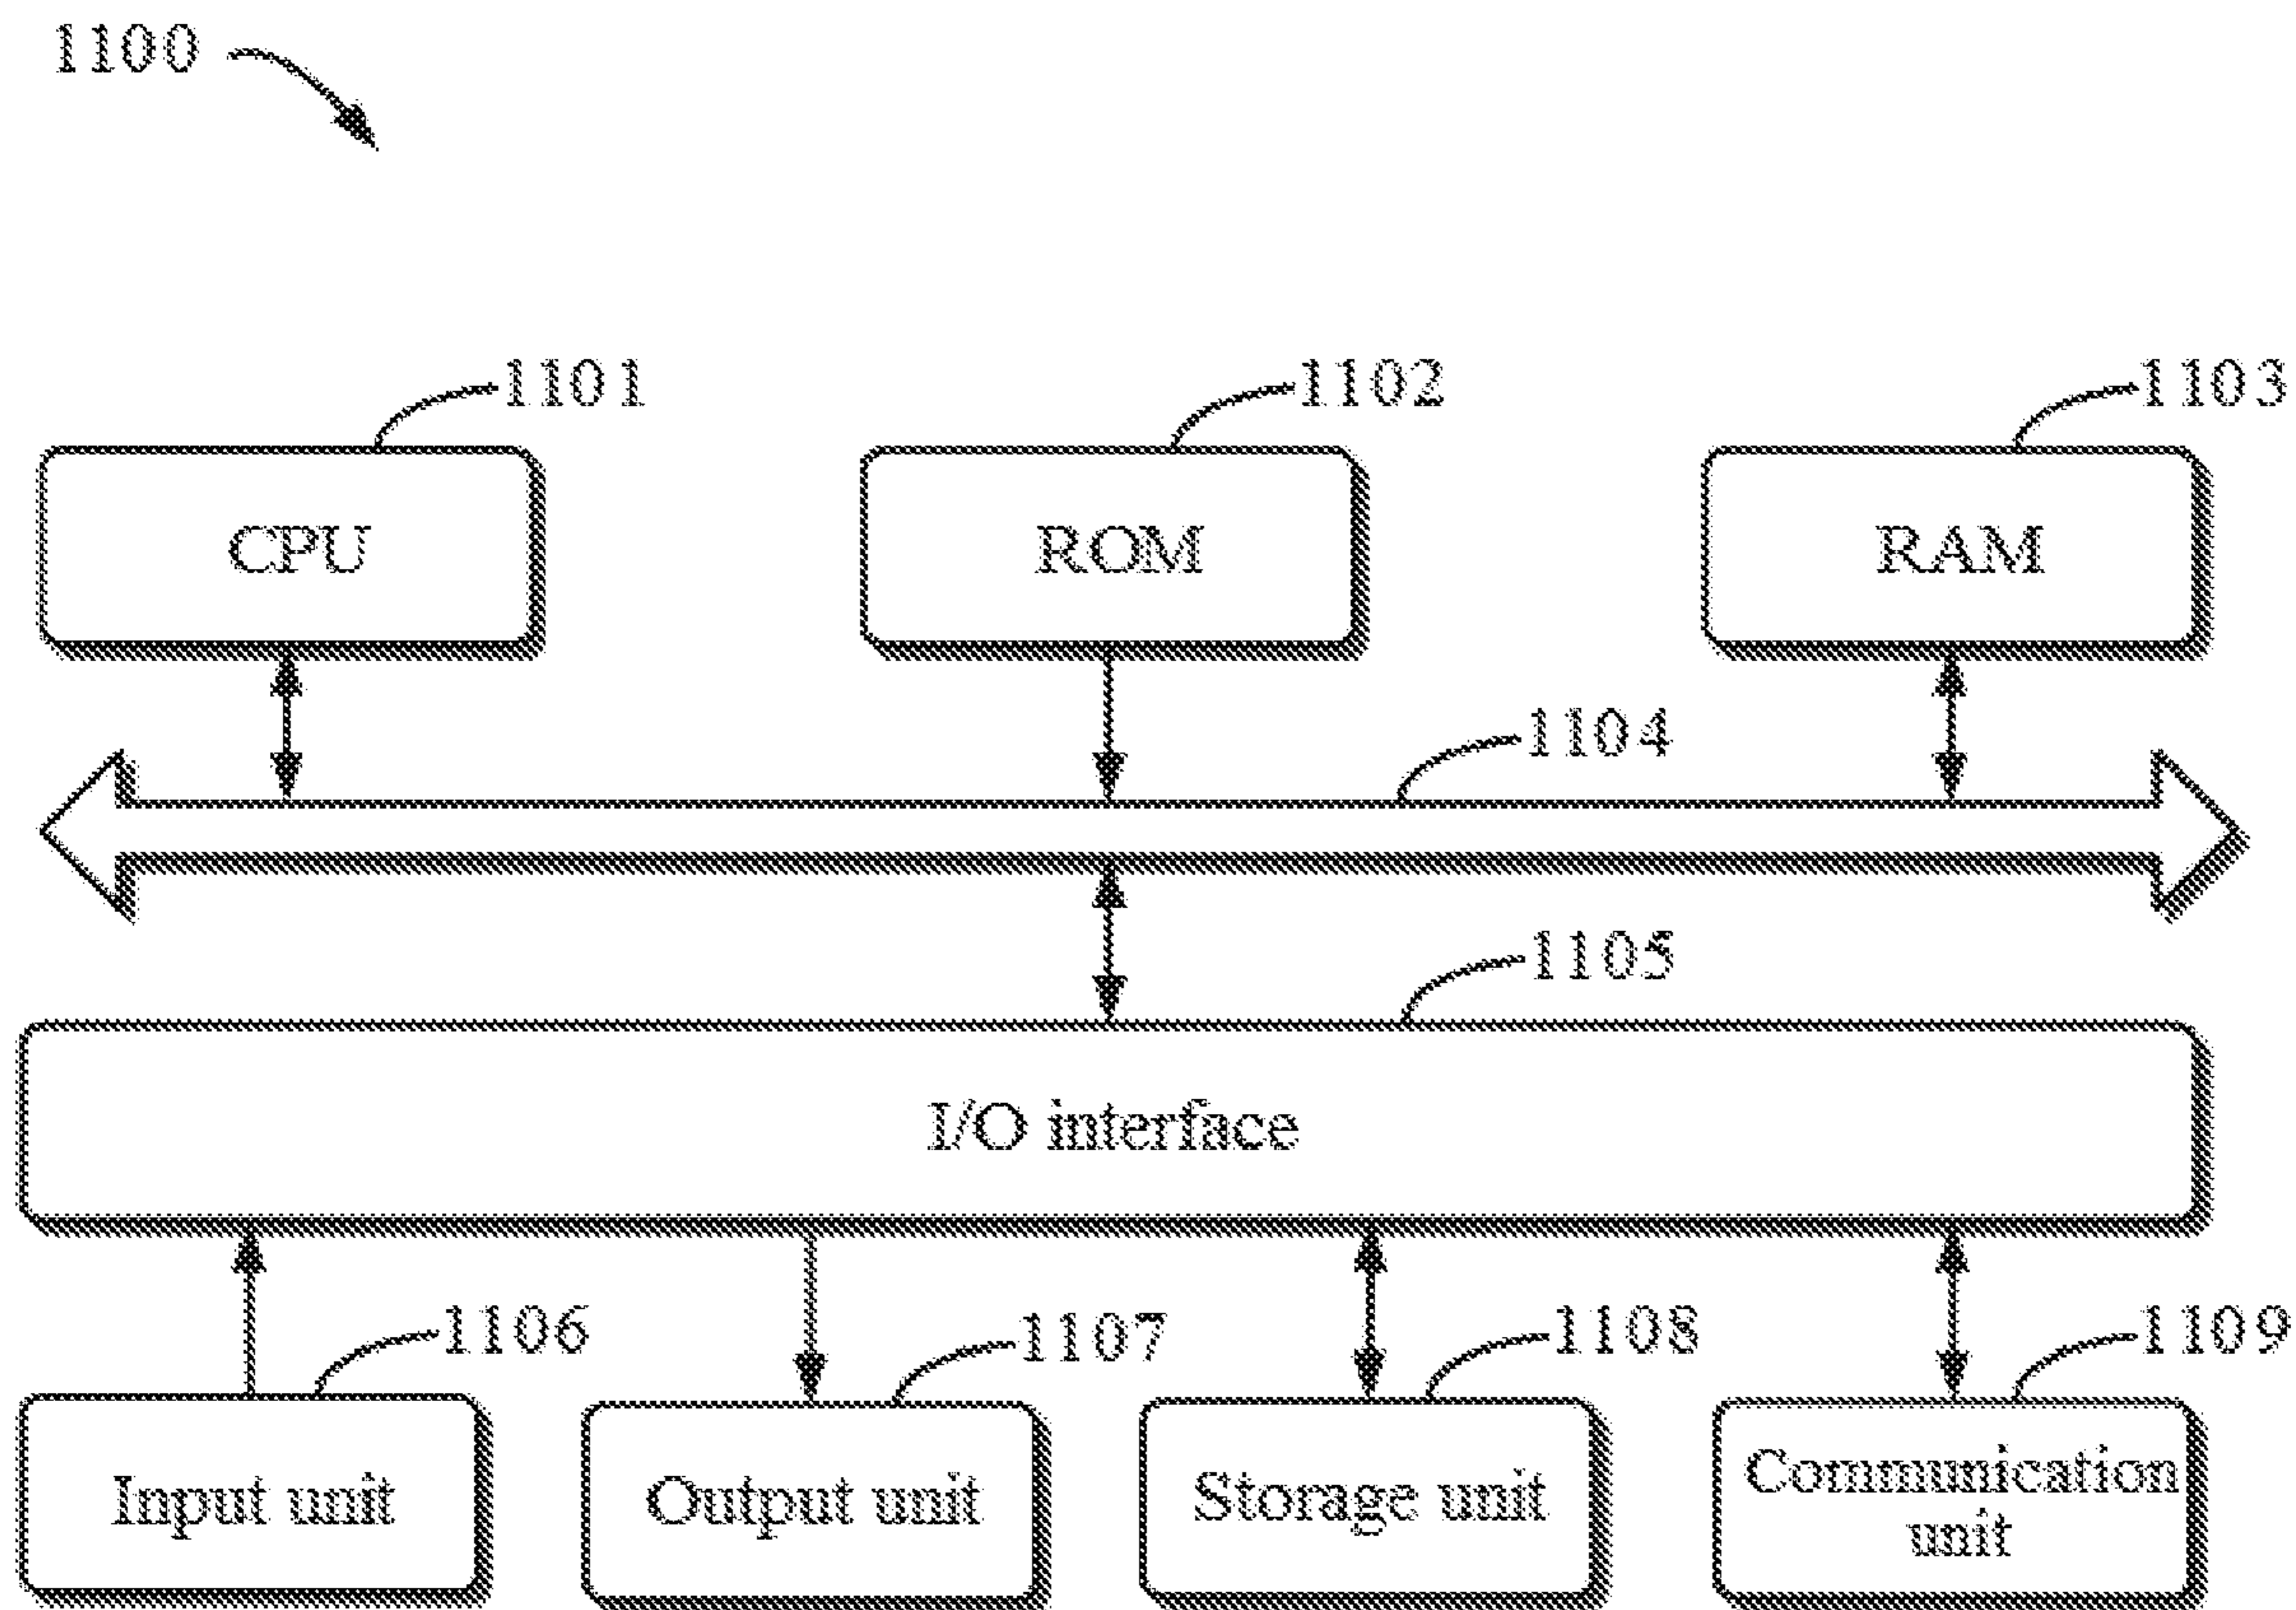 1100
1101
1102
1103
CPU
ROM
RAM
1104
1105
I/O interface
1106
1107
1108
1109
Input unit
Output unit
Storage unit
Communication
unit